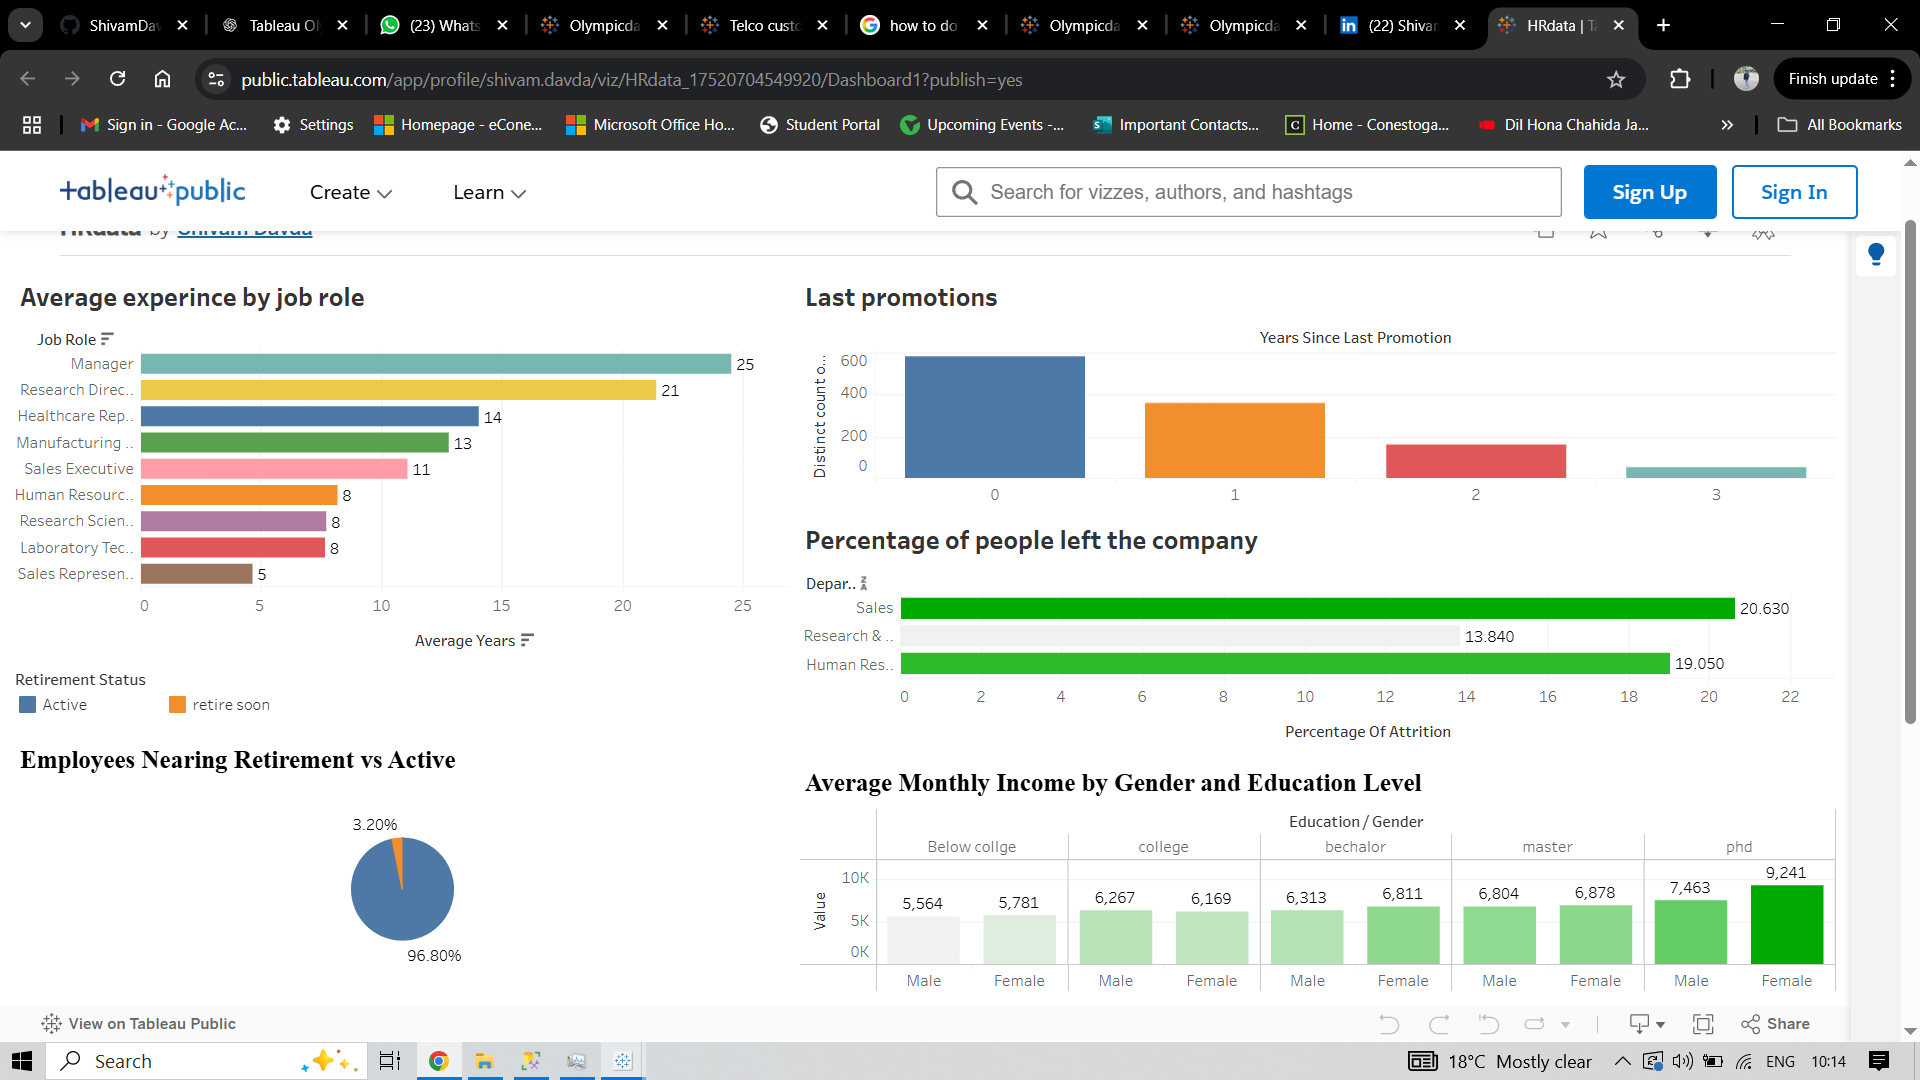 ShivamDav
Tableau Ol
(23) Whats
Olympicda
Telco custo
how to do
Olympicda
Olympicda
(22) Shivam
HRdata | Ta
public.tableau.com/app/profile/shivam.davda/viz/HRdata_17520704549920/Dashboard1?publish=yes
Finish update
Sign in - Google Ac...
Settings
Homepage - eCone...
Microsoft Office Ho...
Student Portal
Upcoming Events -...
Important Contacts...
Home - Conestoga...
Dil Hona Chahida Ja...
All Bookmarks
tableau public
Create
Learn
Search for vizzes, authors, and hashtags
Sign Up
Sign In
HRdata by Shivam Davda
Average experince by job role
Job Role
Manager 25
Research Direc.. 21
Healthcare Rep.. 14
Manufacturing .. 13
Sales Executive 11
Human Resourc.. 8
Research Scien.. 8
Laboratory Tec.. 8
Sales Represen.. 5
0 5 10 15 20 25
Average Years
Retirement Status
Active
retire soon
Employees Nearing Retirement vs Active
3.20%
96.80%
Last promotions
Years Since Last Promotion
Distinct count o...
600
400
200
0
0 1 2 3
Percentage of people left the company
Depar..
Sales 20.630
Research & .. 13.840
Human Res.. 19.050
0 2 4 6 8 10 12 14 16 18 20 22
Percentage Of Attrition
Average Monthly Income by Gender and Education Level
Education / Gender
Below collge college bechalor master phd
Value
10K
5K
0K
5,564 5,781 6,267 6,169 6,313 6,811 6,804 6,878 7,463 9,241
Male Female Male Female Male Female Male Female Male Female
View on Tableau Public
Share
Search
18°C Mostly clear
ENG
10:14